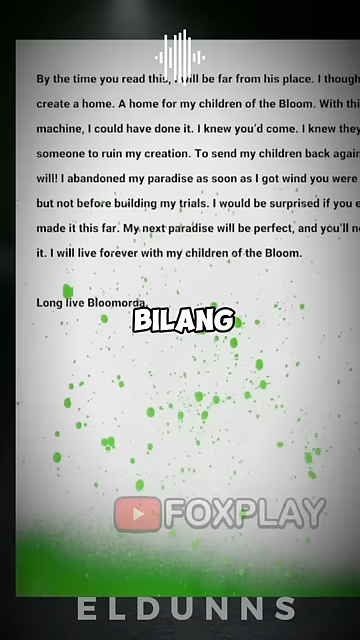 By the time you read this, I will be far from his place. I though
create a home. A home for my children of the Bloom. With thi
machine, I could have done it. I knew you'd come. I knew they
someone to ruin my creation. To send my children back again
will! I abandoned my paradise as soon as I got wind you were
but not before building my trials. I would be surprised if you e
made it this far. My next paradise will be perfect, and you'll n
it. I will live forever with my children of the Bloom.
Long live Bloomorda
BILANG
FOXPLAY
ELDUNNS